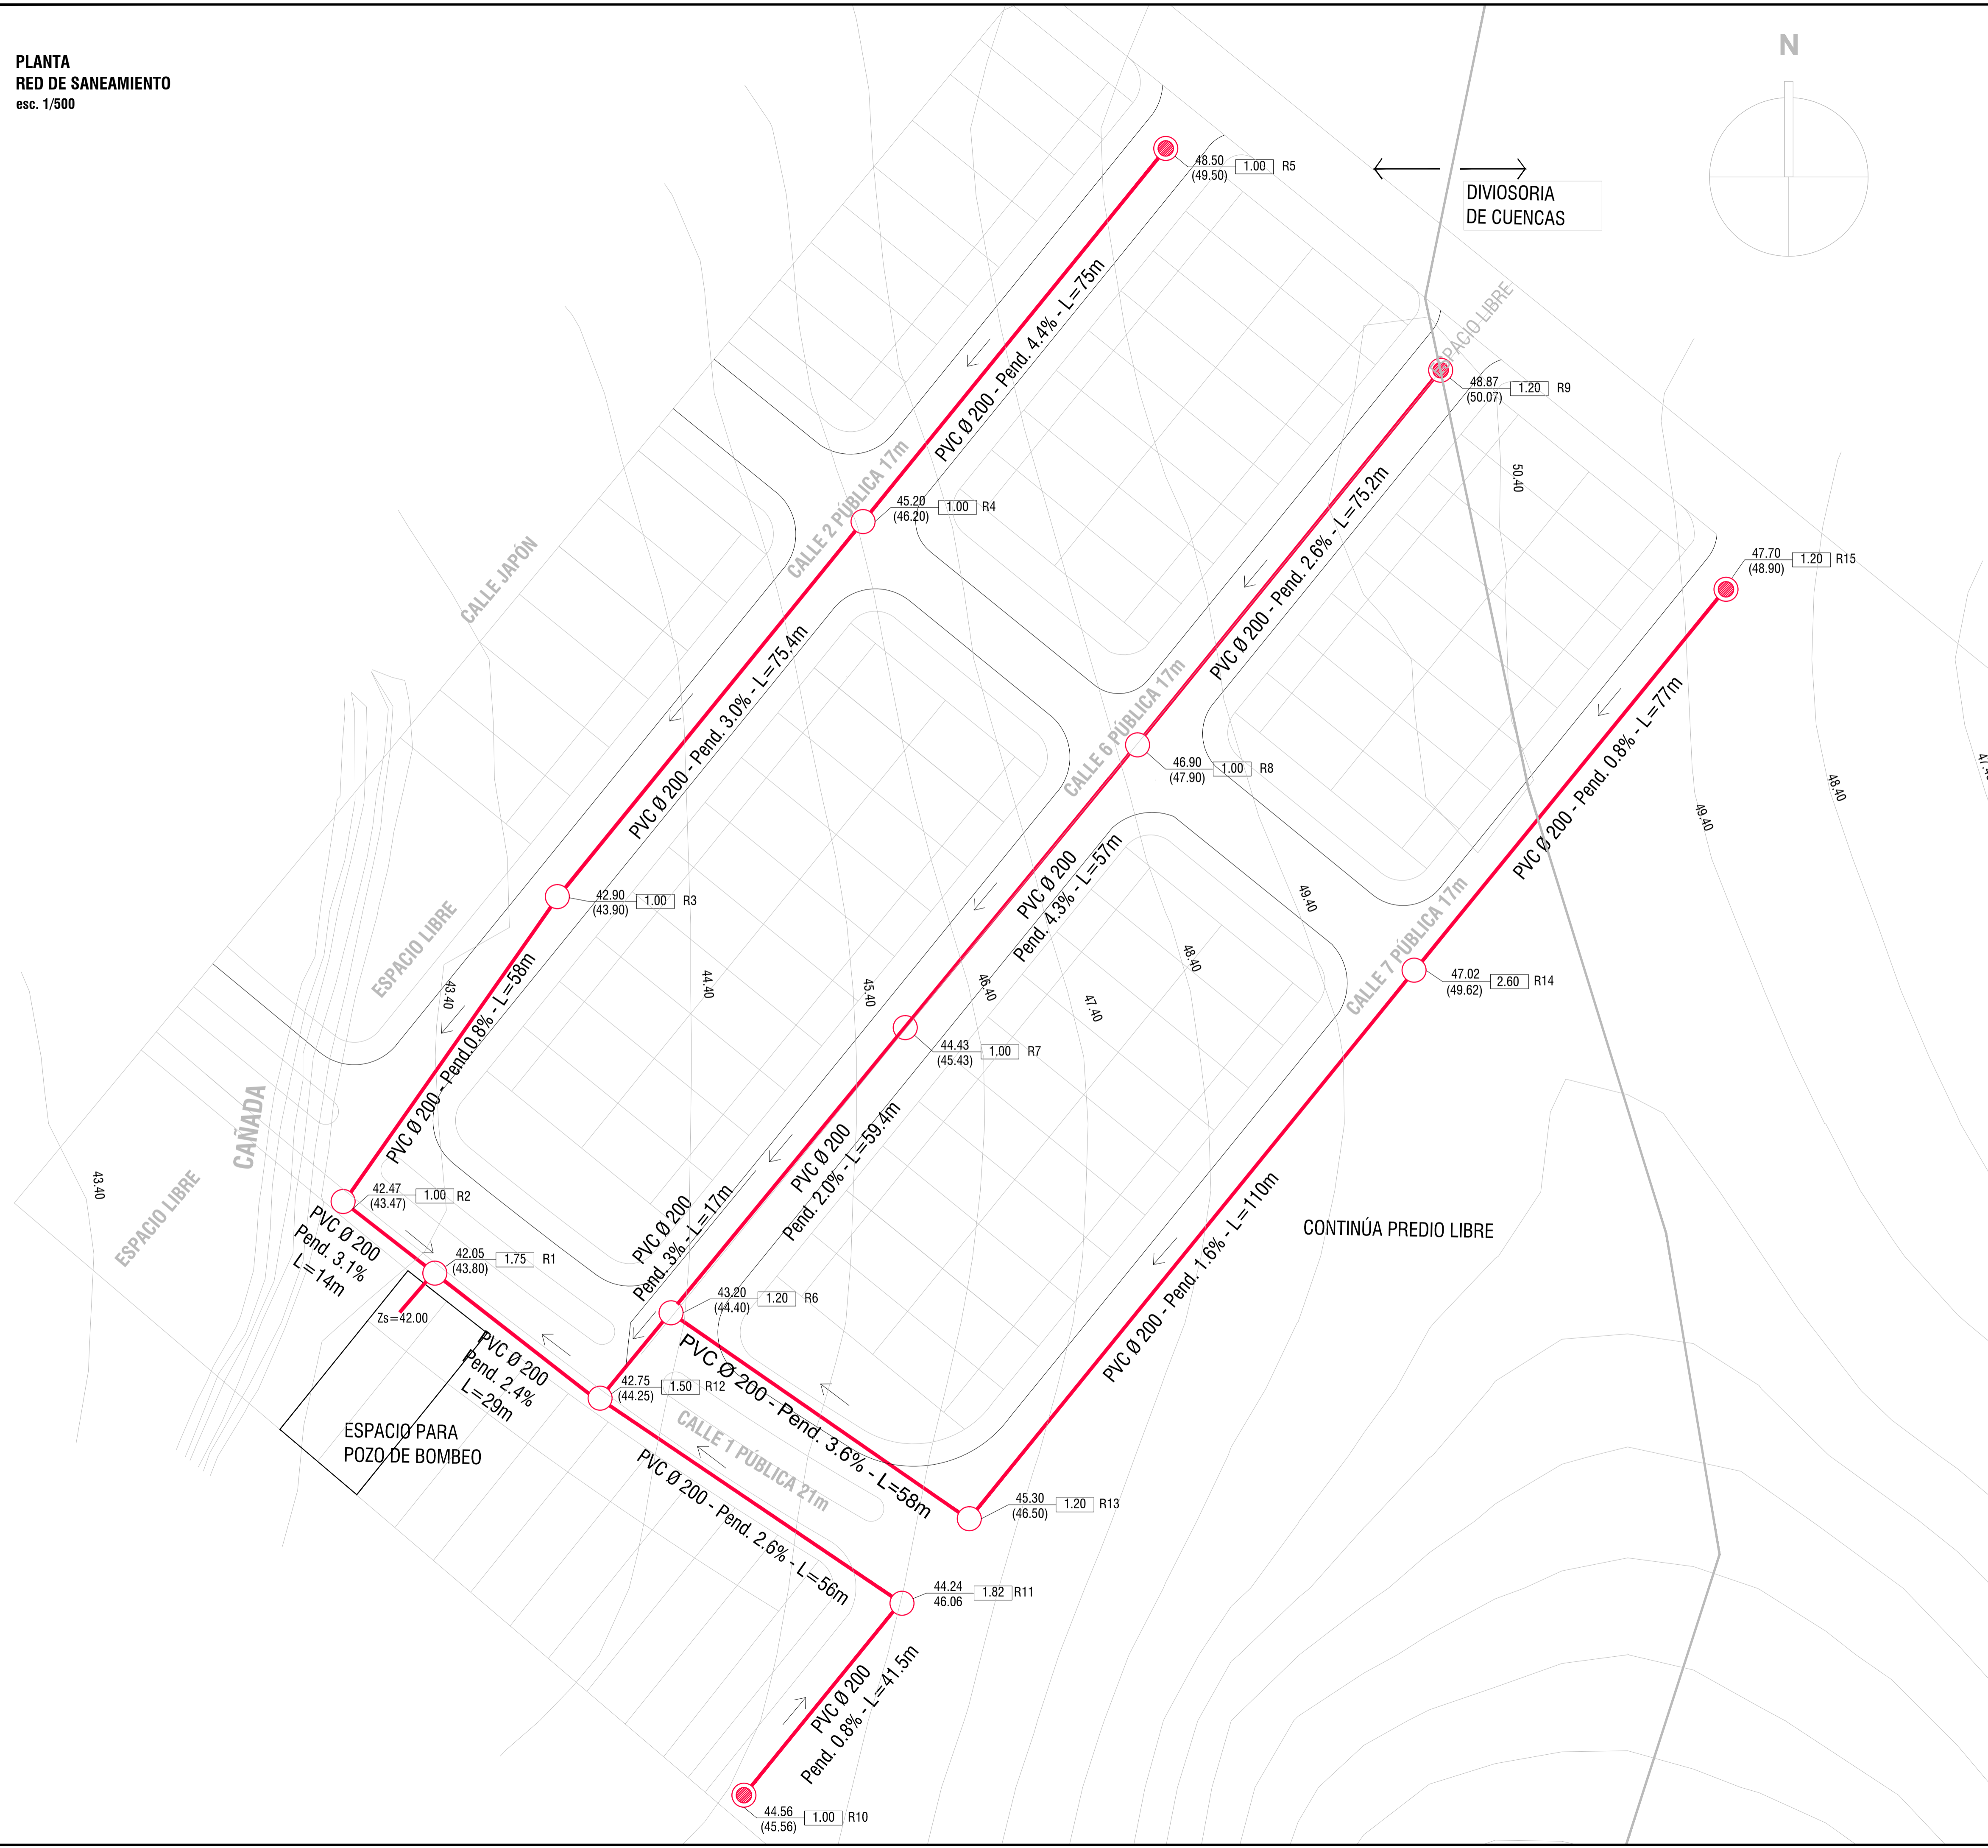 PLANTA
RED DE SANEAMIENTO
esc. 1/500
N
DIVIOSORIA
DE CUENCAS
48.50
(49.50)
1.00
R5
PVC Ø 200 - Pend. 4.4% - L=75m
ESPACIO LIBRE
48.87
(50.07)
1.20
R9
50.40
CALLE 2 PÚBLICA 17m
45.20
(46.20)
1.00
R4
PVC Ø 200 - Pend. 2.6% - L=75.2m
CALLE JAPÓN
47.70
(48.90)
1.20
R15
PVC Ø 200 - Pend. 3.0% - L=75.4m
CALLE 6 PÚBLICA 17m
46.90
(47.90)
1.00
R8
PVC Ø 200 - Pend. 0.8% - L=77m
47.40
48.40
49.40
42.90
(43.90)
1.00
R3
PVC Ø 200
Pend. 4.3% - L=57m
49.40
CALLE 7 PÚBLICA 17m
ESPACIO LIBRE
48.40
47.02
(49.62)
2.60
R14
43.40
44.40
45.40
46.40
47.40
PVC Ø 200 - Pend.0.8% - L=58m
44.43
(45.43)
1.00
R7
CAÑADA
PVC Ø 200
Pend. 2.0% - L=59.4m
43.40
ESPACIO LIBRE
42.47
(43.47)
1.00
R2
PVC Ø 200
Pend. 3.1%
L=14m
PVC Ø 200
Pend. 3% - L=17m
CONTINÚA PREDIO LIBRE
PVC Ø 200 - Pend. 1.6% - L=110m
42.05
(43.80)
1.75
R1
Zs=42.00
43.20
(44.40)
1.20
R6
PVC Ø 200
Pend. 2.4%
L=29m
42.75
(44.25)
1.50
R12
PVC Ø 200 - Pend. 3.6% - L=58m
ESPACIO PARA
POZO DE BOMBEO
CALLE 1 PÚBLICA 21m
45.30
(46.50)
1.20
R13
PVC Ø 200 - Pend. 2.6% - L=56m
44.24
46.06
1.82
R11
PVC Ø 200
Pend. 0.8% - L=41.5m
44.56
(45.56)
1.00
R10